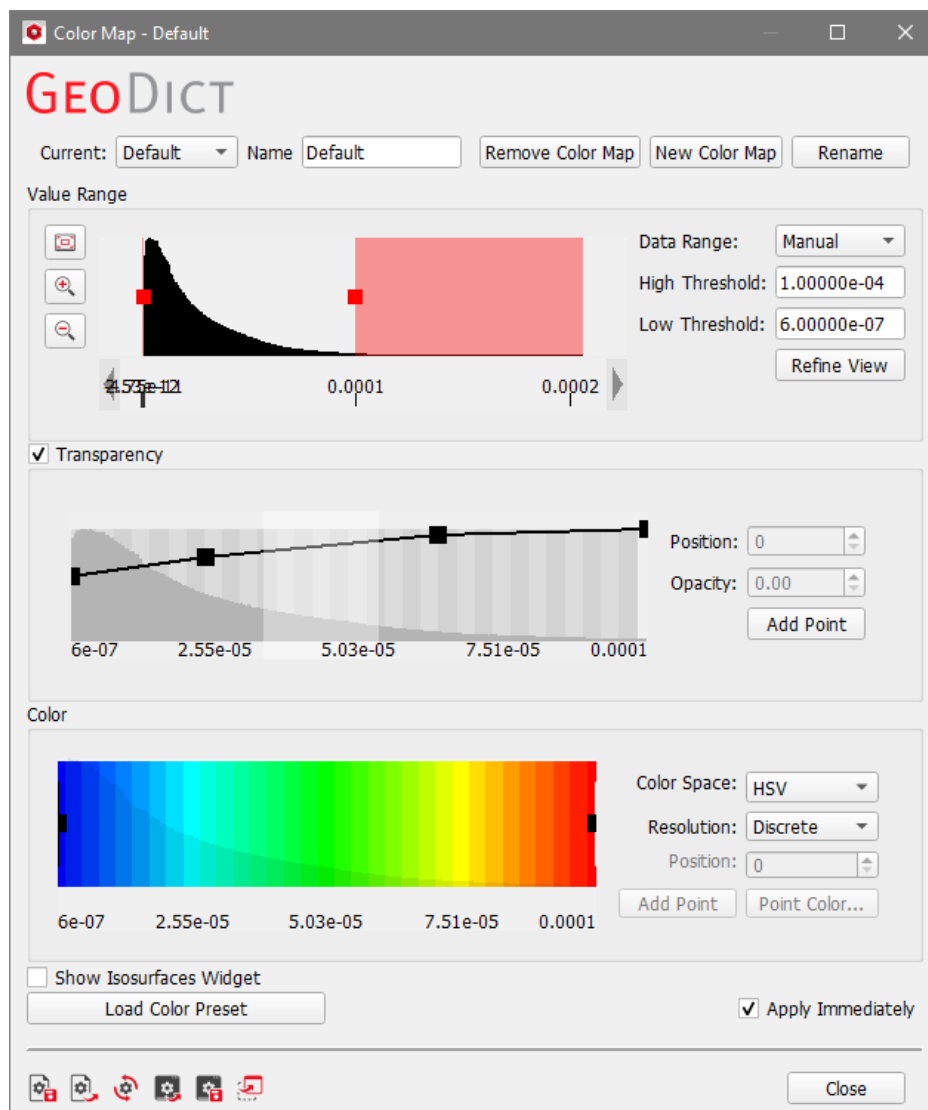 Color Map - Default
GEODICT
Current: Default Name Default Remove Color Map New Color Map Rename
Value Range
Data Range: Manual
High Threshold: 1.00000e-04
Low Threshold: 6.00000e-07
Refine View
0.0001 0.0002
Transparency
Position: 0
Opacity: 0.00
Add Point
6e-07 2.55e-05 5.03e-05 7.51e-05 0.0001
Color
Color Space: HSV
Resolution: Discrete
Position: 0
Add Point Point Color...
6e-07 2.55e-05 5.03e-05 7.51e-05 0.0001
Show Isosurfaces Widget
Load Color Preset Apply Immediately
Close